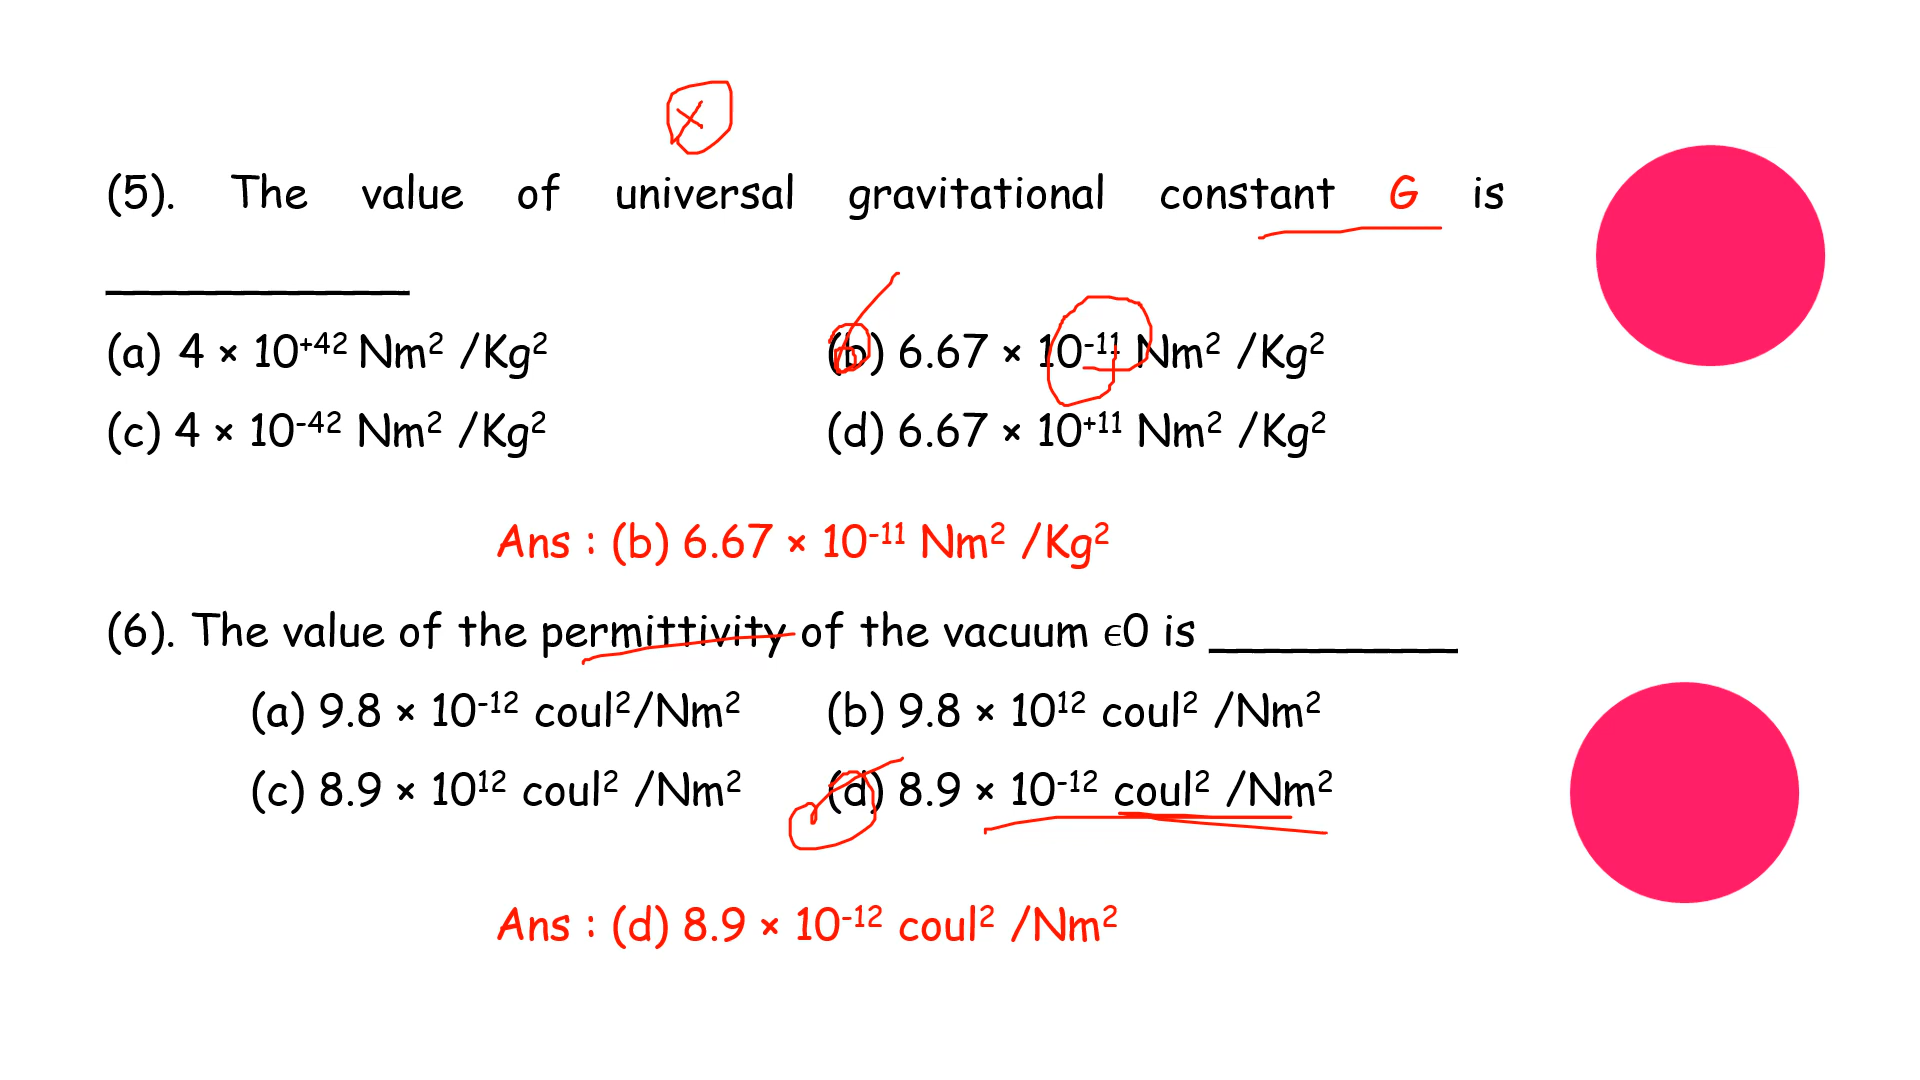 x
(5). The value of universal gravitational constant G is
____________
(a) 4 × 10⁺⁴² Nm² /Kg² (b) 6.67 × 10⁻¹¹ Nm² /Kg²
(c) 4 × 10⁻⁴² Nm² /Kg² (d) 6.67 × 10⁺¹¹ Nm² /Kg²
Ans : (b) 6.67 × 10⁻¹¹ Nm² /Kg²
(6). The value of the permittivity of the vacuum ϵ0 is __________
(a) 9.8 × 10⁻¹² coul²/Nm² (b) 9.8 × 10¹² coul² /Nm²
(c) 8.9 × 10¹² coul² /Nm² (d) 8.9 × 10⁻¹² coul² /Nm²
Ans : (d) 8.9 × 10⁻¹² coul² /Nm²